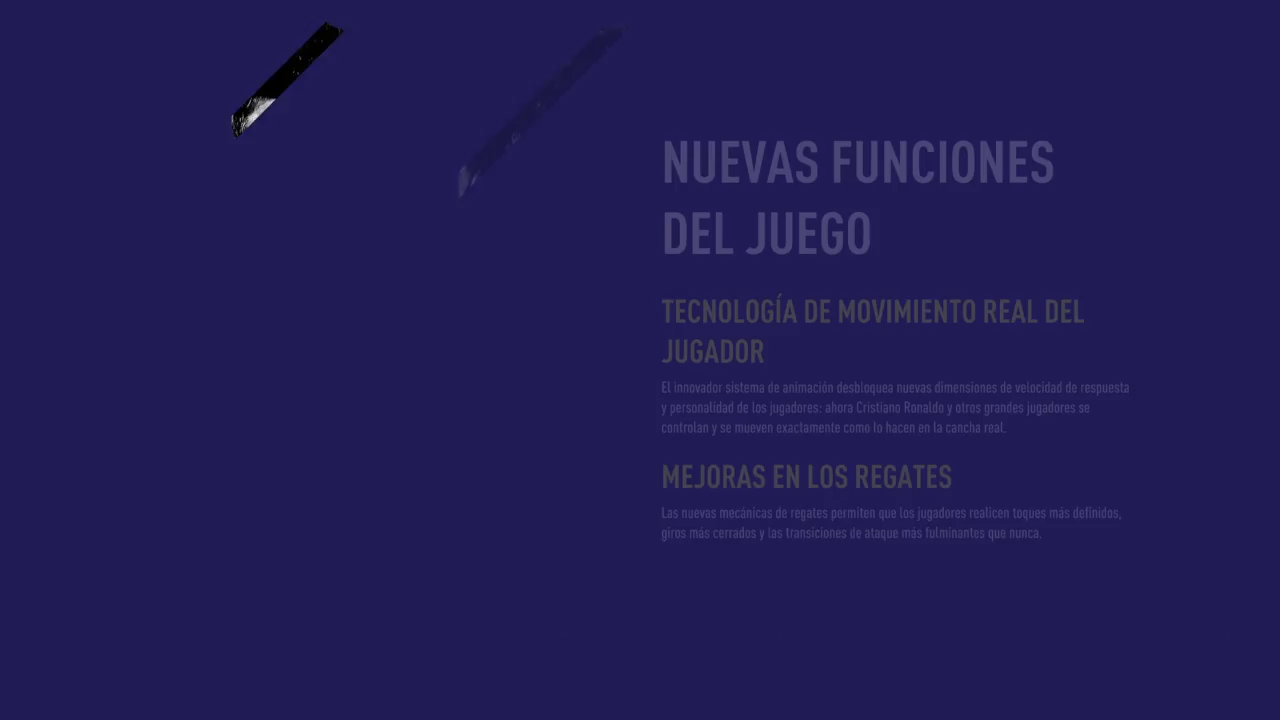 NUEVAS FUNCIONES
DEL JUEGO
TECNOLOGÍA DE MOVIMIENTO REAL DEL
JUGADOR
El innovador sistema de animación desbloquea nuevas dimensiones de velocidad de respuesta
y personalidad de los jugadores: ahora Cristiano Ronaldo y otros grandes jugadores se
controlan y se mueven exactamente como lo hacen en la cancha real.
MEJORAS EN LOS REGATES
Las nuevas mecánicas de regates permiten que los jugadores realicen toques más definidos,
giros más cerrados y las transiciones de ataque más fulminantes que nunca.